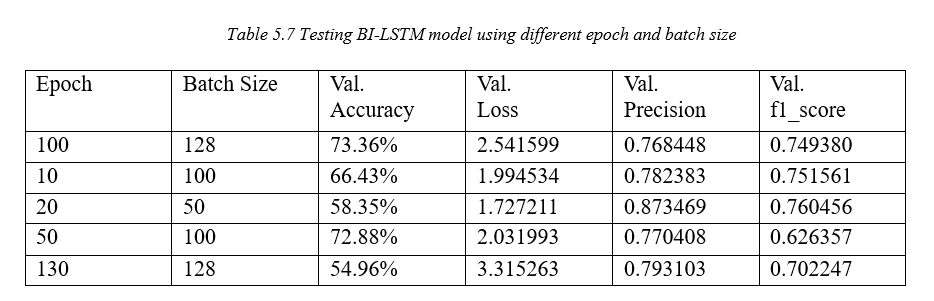 Table 5.7 Testing BI-LSTM model using different epoch and batch size
Epoch Batch Size Val. Accuracy Val. Loss Val. Precision Val. f1_score
100 128 73.36% 2.541599 0.768448 0.749380
10 100 66.43% 1.994534 0.782383 0.751561
20 50 58.35% 1.727211 0.873469 0.760456
50 100 72.88% 2.031993 0.770408 0.626357
130 128 54.96% 3.315263 0.793103 0.702247